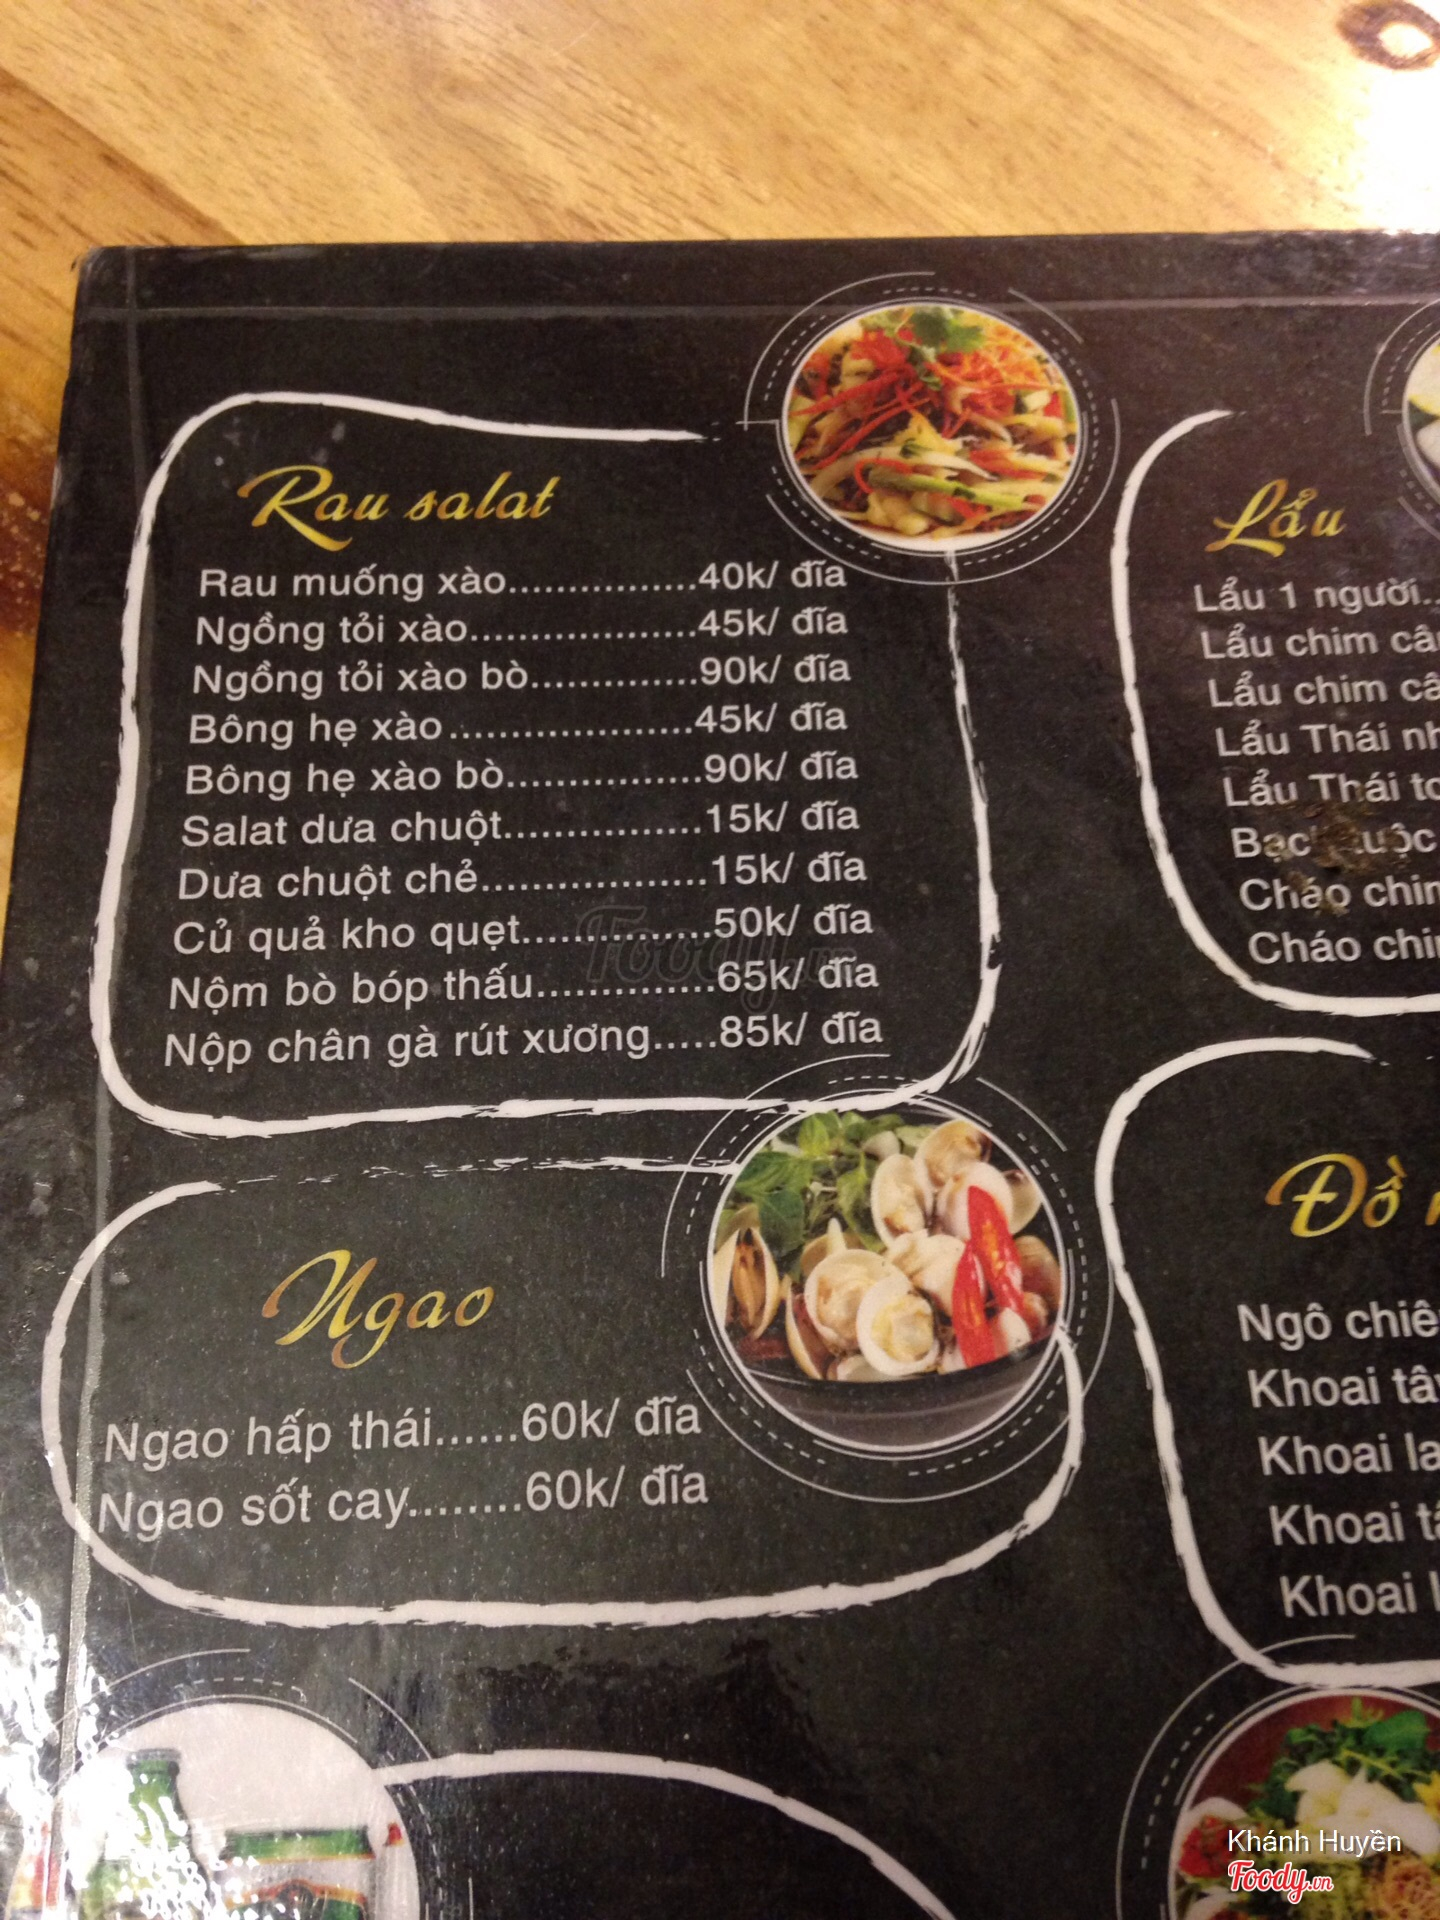 Rau salat
Rau muống xào................40k/ đĩa
Ngồng tỏi xào...................45k/ đĩa
Ngồng tỏi xào bò..............90k/ đĩa
Bông hẹ xào.....................45k/ đĩa
Bông hẹ xào bò.................90k/ đĩa
Salat dưa chuột.................15k/ đĩa
Dưa chuột chẻ...................15k/ đĩa
Củ quả kho quẹt................50k/ đĩa
Nộm bò bóp thấu...............65k/ đĩa
Nộp chân gà rút xương.....85k/ đĩa
Ngao
Ngao hấp thái......60k/ đĩa
Ngao sốt cay........60k/ đĩa
Lẩu
Lẩu 1 người..
Lẩu chim
Lẩu chim
Lẩu Thái
Lẩu Thái
Cháo
Cháo
Đồ
Ngô
Khoai
Khoai
Khoai
Khoai
Foody.vn
Khánh Huyền
Foody.vn